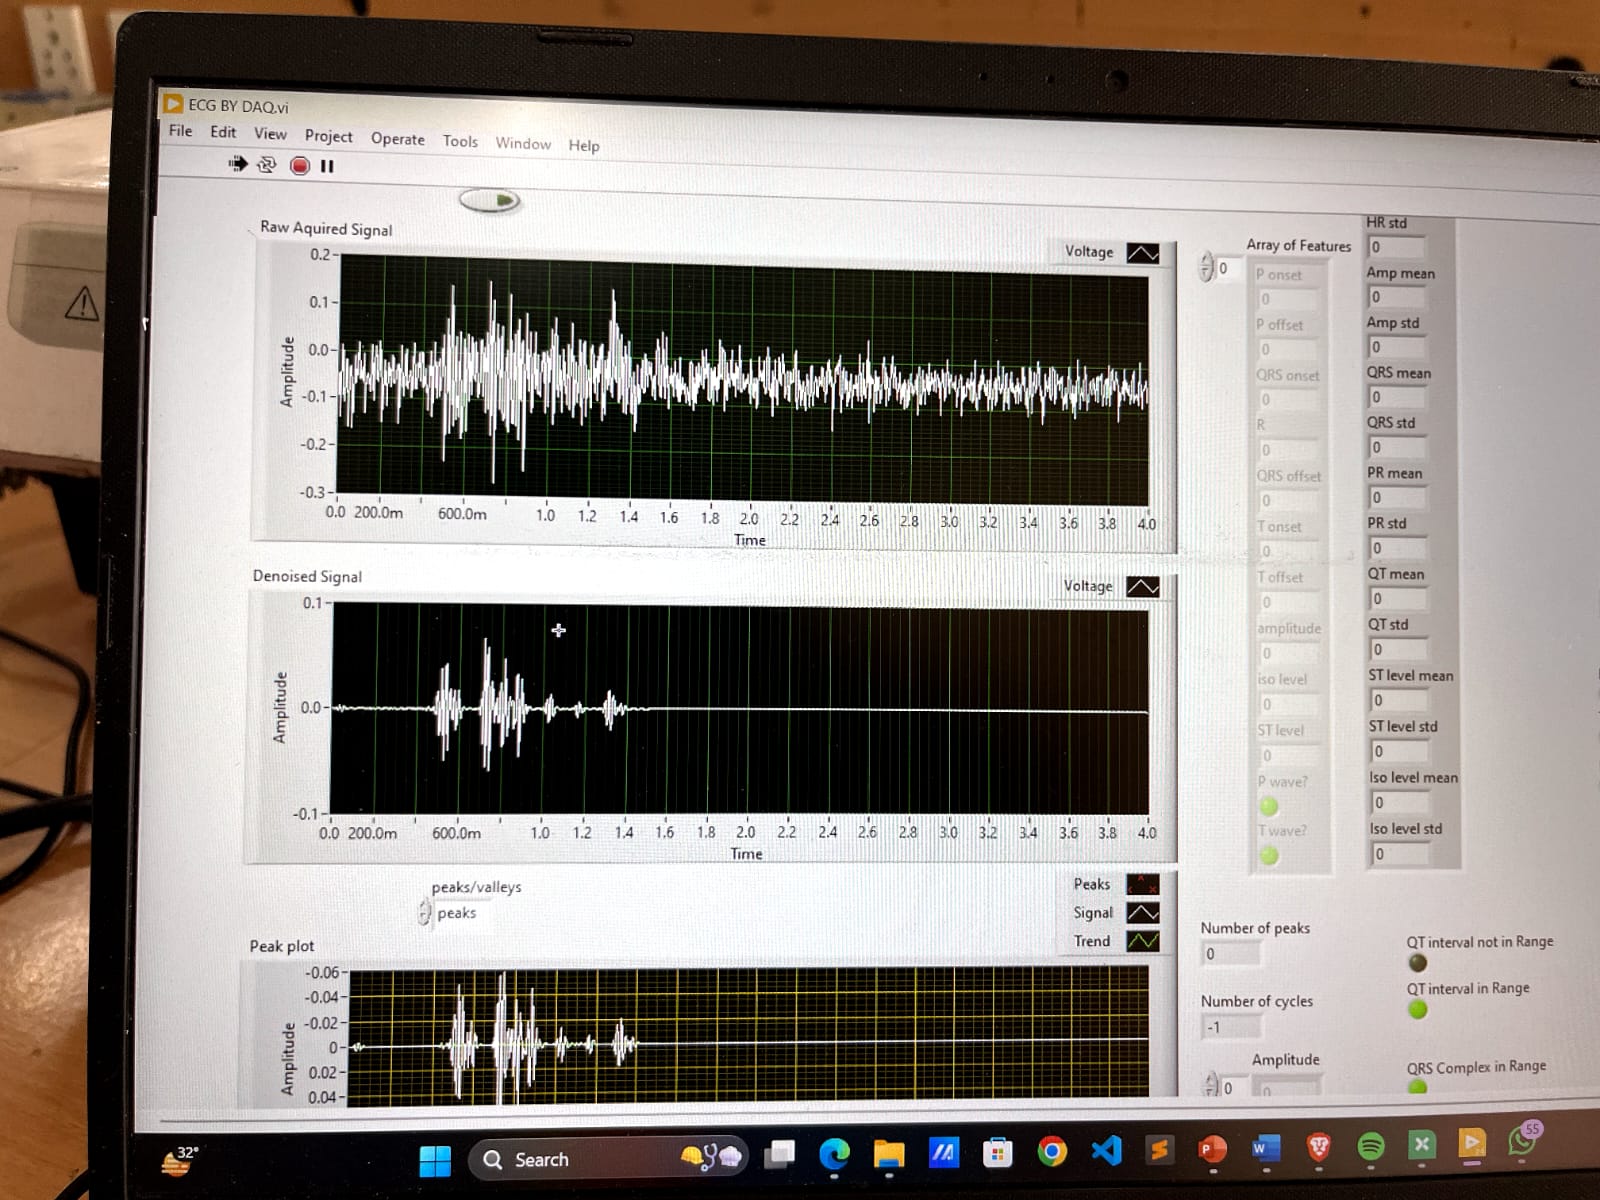 ECG BY DAQ.vi
File Edit View Project Operate Tools Window Help
Raw Aquired Signal
Voltage
0.2
0.1
0.0
-0.1
-0.2
-0.3
Amplitude
0.0 200.0m 600.0m 1.0 1.2 1.4 1.6 1.8 2.0 2.2 2.4 2.6 2.8 3.0 3.2 3.4 3.6 3.8 4.0
Time
Denoised Signal
Voltage
0.1
0.0
-0.1
Amplitude
0.0 200.0m 600.0m 1.0 1.2 1.4 1.6 1.8 2.0 2.2 2.4 2.6 2.8 3.0 3.2 3.4 3.6 3.8 4.0
Time
peaks/valleys
peaks
Peaks
Signal
Trend
Peak plot
-0.06
-0.04
-0.02
0
0.02
0.04
Amplitude
0
Array of Features
P onset
0
P offset
0
QRS onset
0
R
0
QRS offset
0
T onset
0
T offset
0
amplitude
0
iso level
0
ST level
0
P wave?
T wave?
HR std
0
Amp mean
0
Amp std
0
QRS mean
0
QRS std
0
PR mean
0
PR std
0
QT mean
0
QT std
0
ST level mean
0
ST level std
0
Iso level mean
0
Iso level std
0
Number of peaks
0
Number of cycles
-1
Amplitude
0
0
QT interval not in Range
QT interval in Range
QRS Complex in Range
32°
Search
55